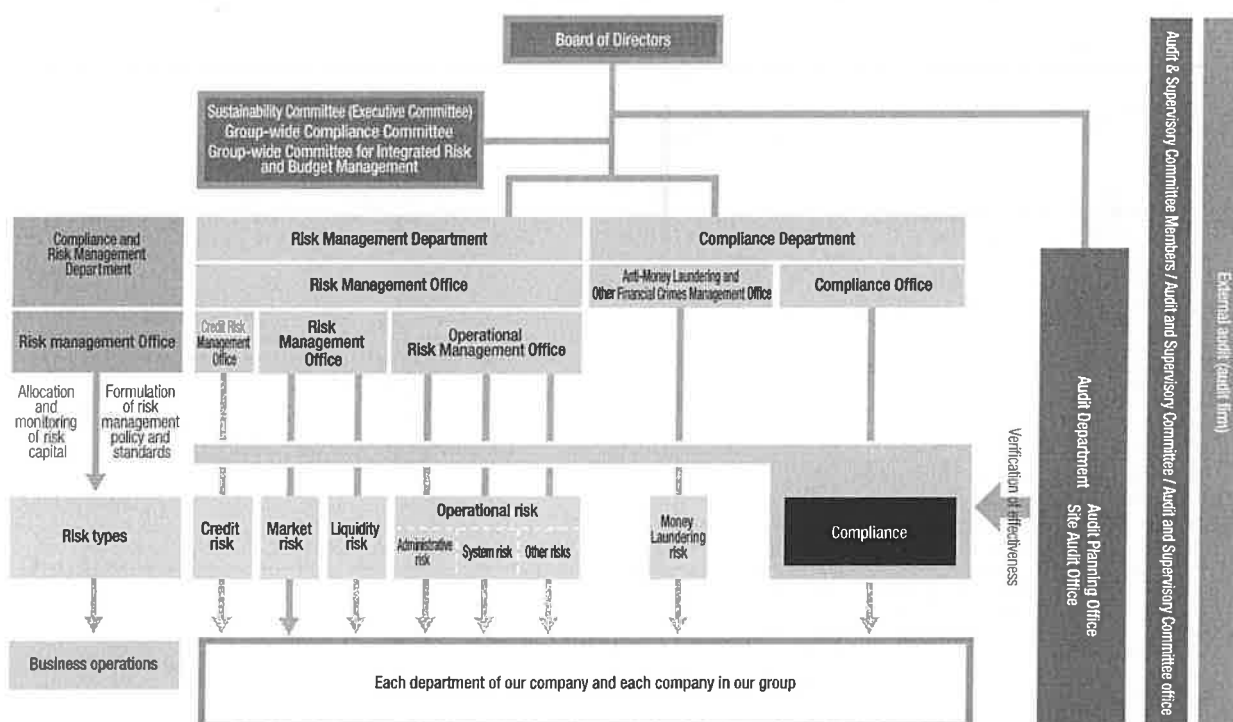 Board of Directors
Sustainability Committee (Executive Committee)
Group-wide Compliance Committee
Group-wide Committee for Integrated Risk
and Budget Management
Compliance and
Risk Management
Department
Risk Management Department
Compliance Department
Risk Management Office
Anti-Money Laundering and
Other Financial Crimes Management Office
Compliance Office
Risk management Office
Credit Risk
Management
Office
Risk
Management
Office
Operational
Risk Management Office
Allocation
and
monitoring
of risk
capital
Formulation
of risk
management
policy and
standards
Risk types
Credit
risk
Market
risk
Liquidity
risk
Operational risk
Administrative
risk
System risk
Other risks
Money
Laundering
risk
Compliance
Verification of effectiveness
Audit Department
Audit Planning Office
Site Audit Office
Audit & Supervisory Committee Members / Audit and Supervisory Committee / Audit and Supervisory Committee office
External audit (audit firm)
Business operations
Each department of our company and each company in our group